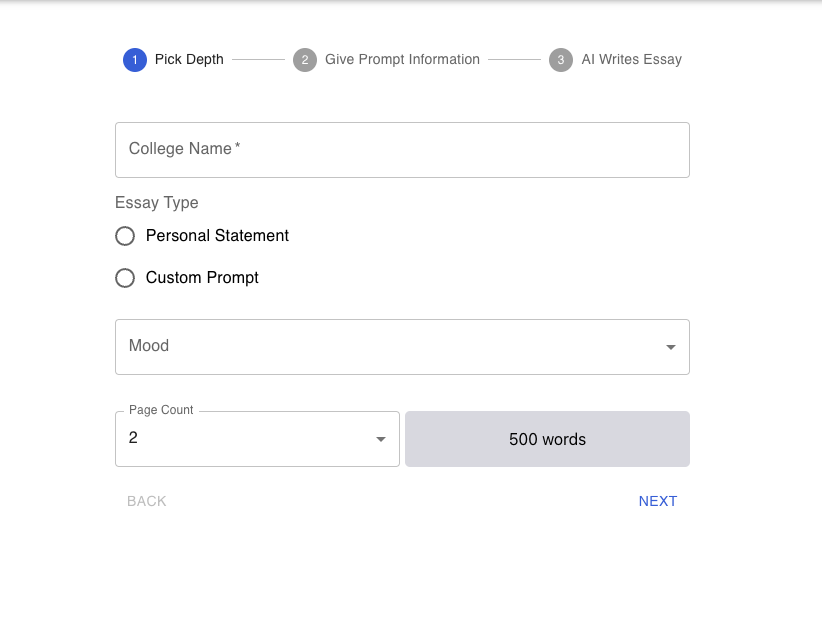 1 Pick Depth 2 Give Prompt Information 3 AI Writes Essay
College Name *
Essay Type
Personal Statement
Custom Prompt
Mood
Page Count
2
500 words
BACK NEXT